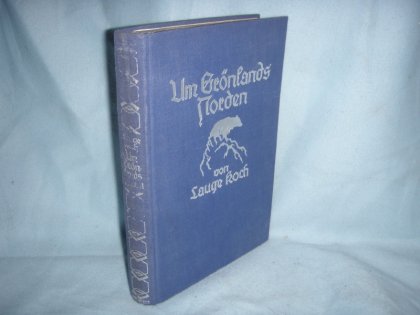 Um Grönlands
Norden
von
Lauge Koch